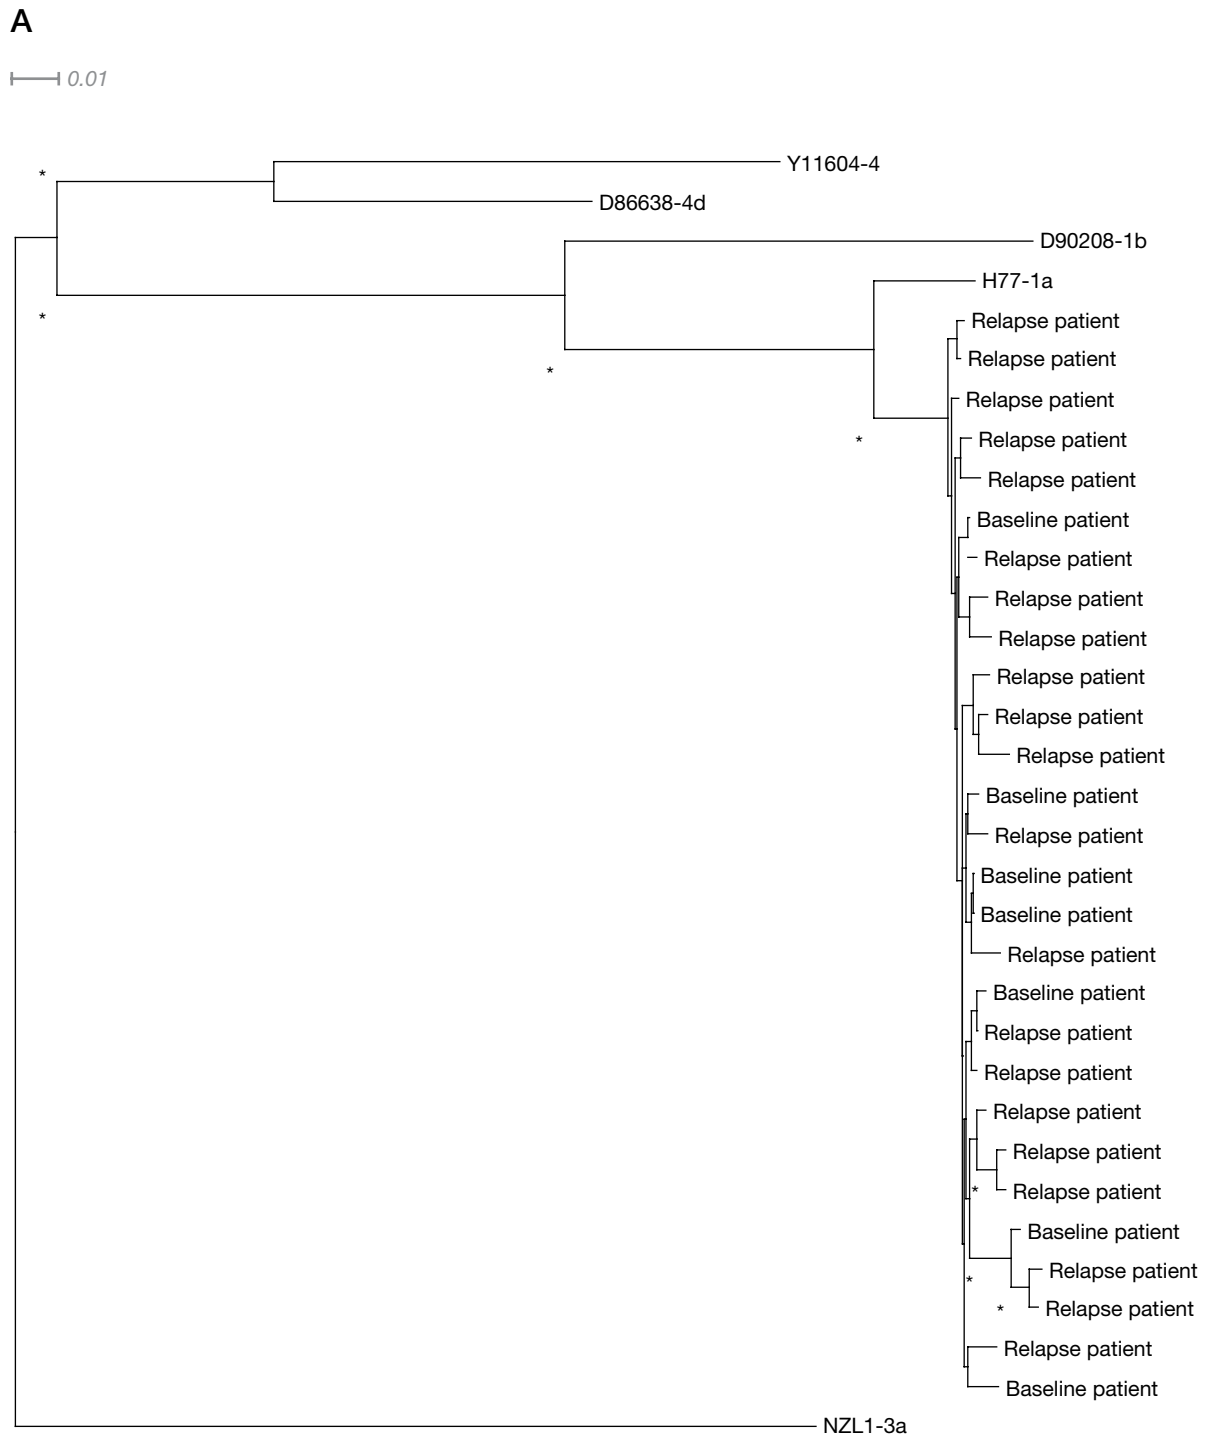 A
0.01
*
Y11604-4
D86638-4d
D90208-1b
H77-1a
*
Relapse patient
Relapse patient
*
Relapse patient
*
Relapse patient
Relapse patient
Baseline patient
Relapse patient
Relapse patient
Relapse patient
Relapse patient
Relapse patient
Relapse patient
Baseline patient
Relapse patient
Baseline patient
Baseline patient
Relapse patient
Baseline patient
Relapse patient
Relapse patient
Relapse patient
Relapse patient
* Relapse patient
Baseline patient
Relapse patient
*
* Relapse patient
Relapse patient
Baseline patient
NZL1-3a